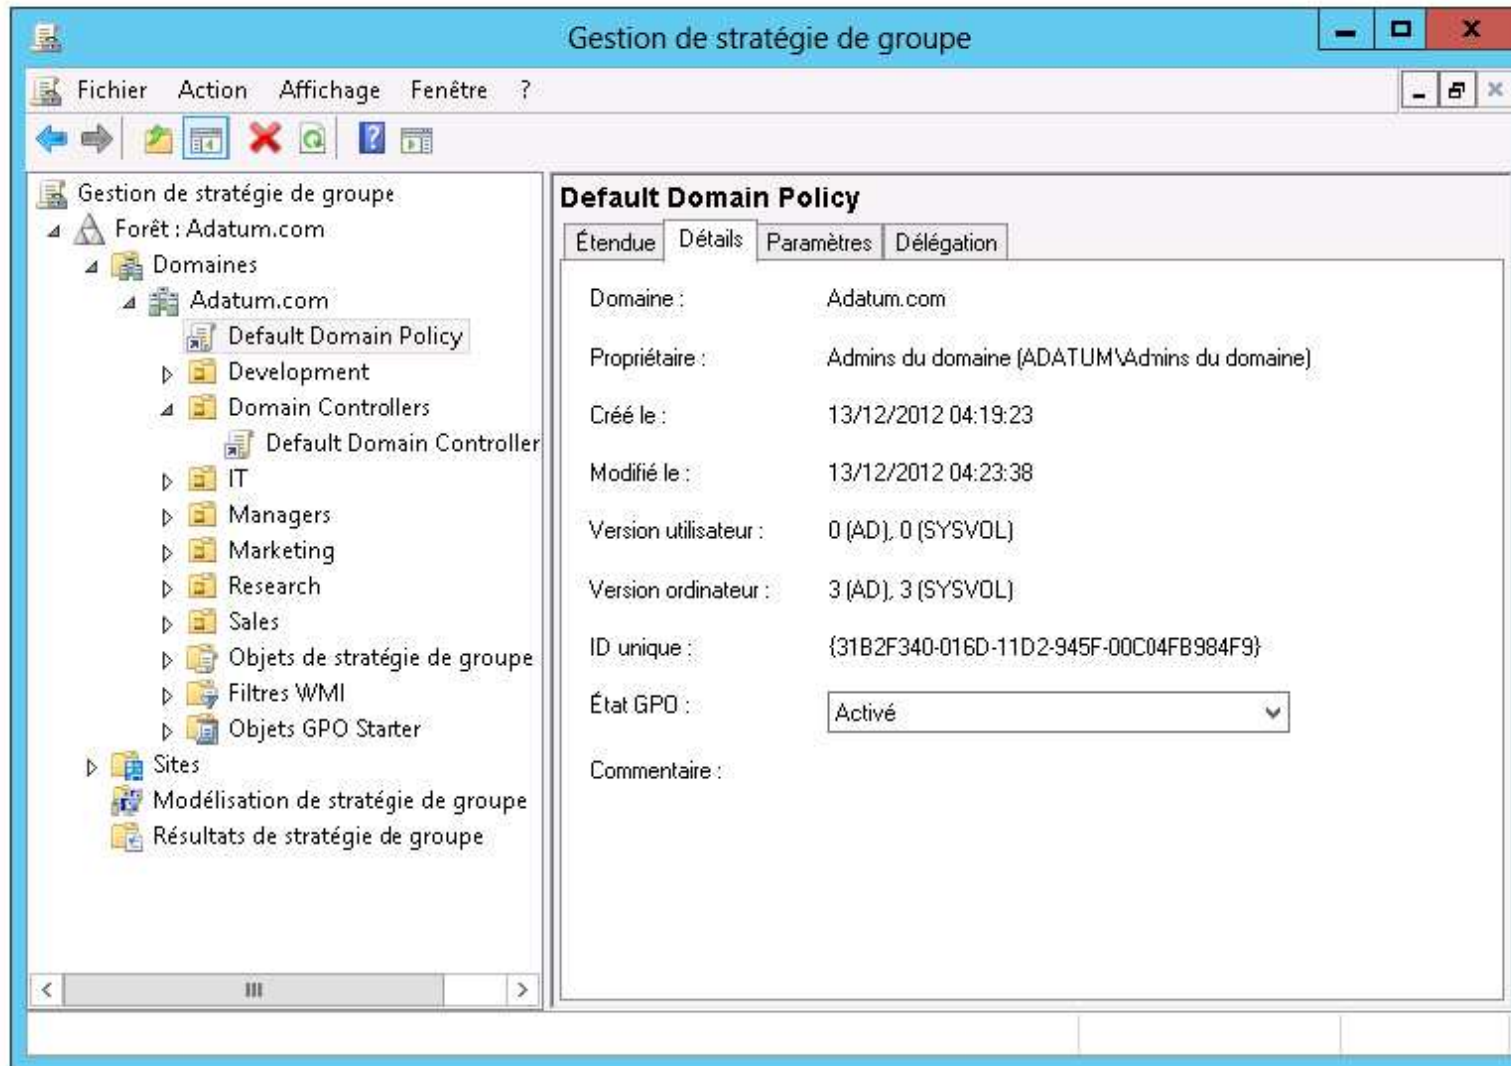 Gestion de stratégie de groupe
Fichier Action Affichage Fenêtre ?
Gestion de stratégie de groupe
Forêt : Adatum.com
Domaines
Adatum.com
Default Domain Policy
Development
Domain Controllers
Default Domain Controller
IT
Managers
Marketing
Research
Sales
Objets de stratégie de groupe
Filtres WMI
Objets GPO Starter
Sites
Modélisation de stratégie de groupe
Résultats de stratégie de groupe
Default Domain Policy
Étendue Détails Paramètres Délégation
Domaine : Adatum.com
Propriétaire : Admins du domaine (ADATUM\Admins du domaine)
Créé le : 13/12/2012 04:19:23
Modifié le : 13/12/2012 04:23:38
Version utilisateur : 0 (AD), 0 (SYSVOL)
Version ordinateur : 3 (AD), 3 (SYSVOL)
ID unique : {31B2F340-016D-11D2-945F-00C04FB984F9}
État GPO : Activé
Commentaire :